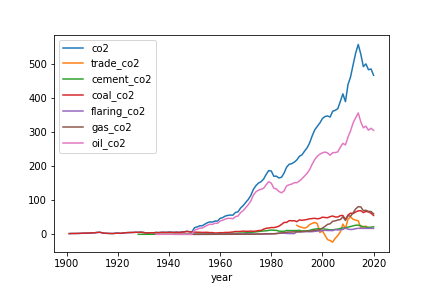 co2
trade_co2
cement_co2
coal_co2
flaring_co2
gas_co2
oil_co2
500
400
300
200
100
0
1900 1920 1940 1960 1980 2000 2020
year